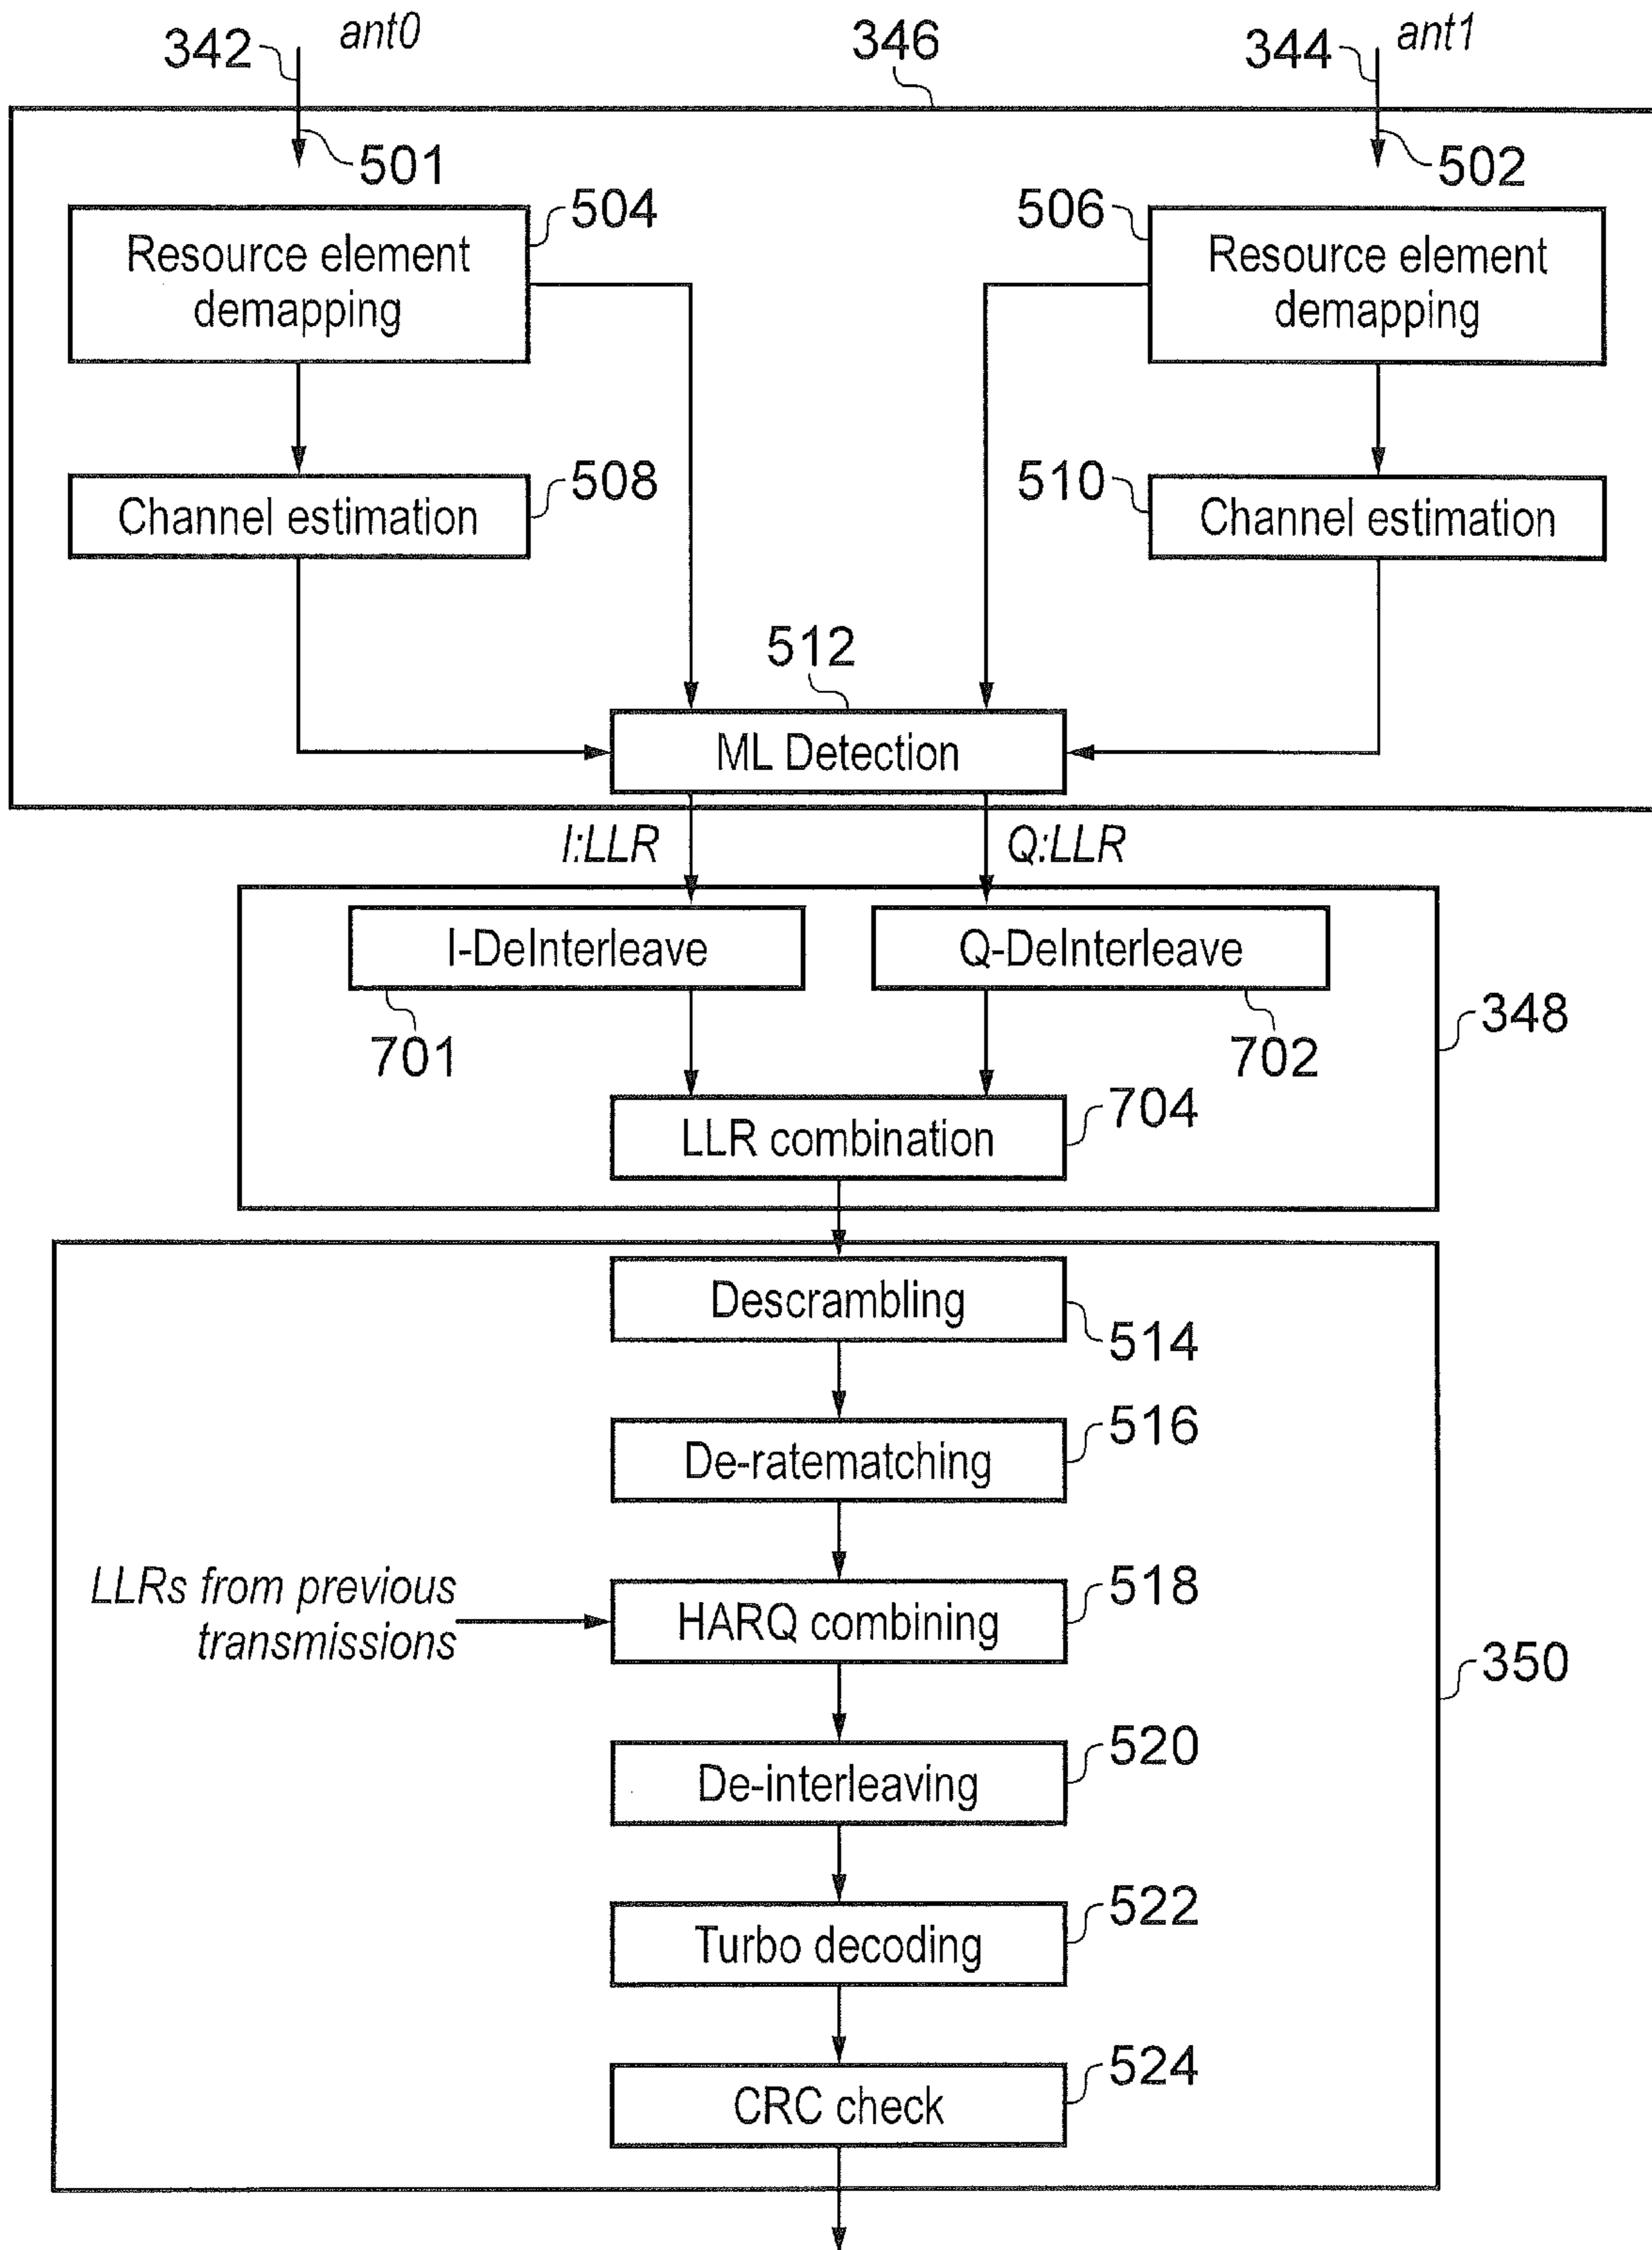 342
ant0
346
344
ant1
501
502
504
Resource element
demapping
506
Resource element
demapping
508
Channel estimation
510
Channel estimation
512
ML Detection
I:LLR
Q:LLR
I-DeInterleave
Q-DeInterleave
701
702
348
704
LLR combination
Descrambling
514
De-ratematching
516
LLRs from previous
transmissions
HARQ combining
518
350
De-interleaving
520
Turbo decoding
522
CRC check
524